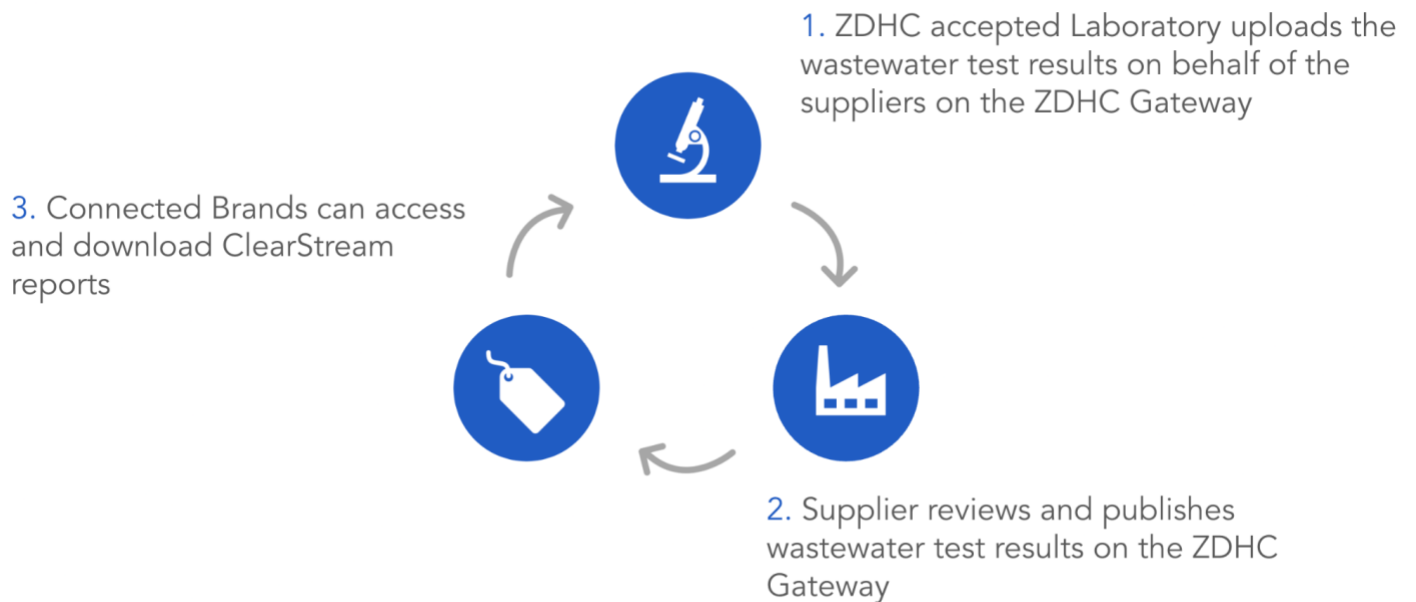 1. ZDHC accepted Laboratory uploads the
wastewater test results on behalf of the
suppliers on the ZDHC Gateway
2. Supplier reviews and publishes
wastewater test results on the ZDHC
Gateway
3. Connected Brands can access
and download ClearStream
reports